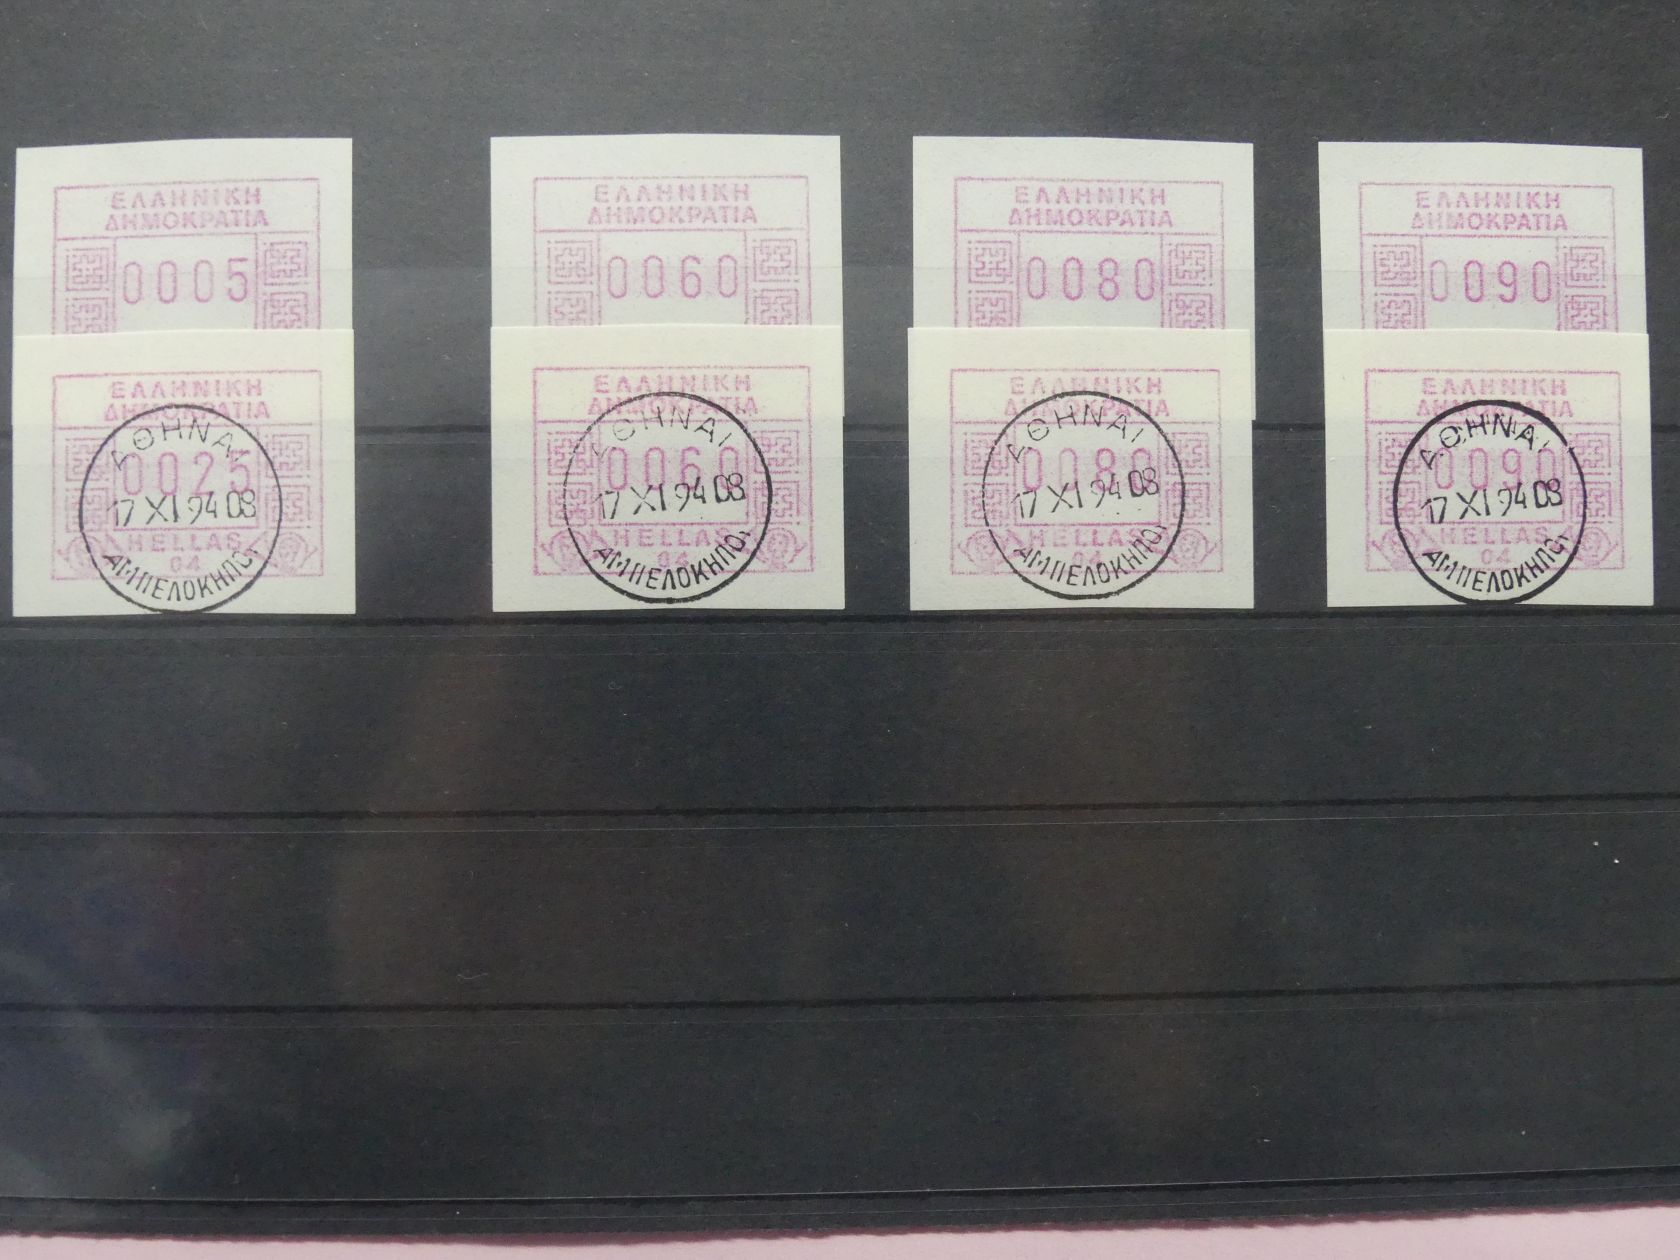 ΕΛΛΗΝΙΚΗ
ΔΗΜΟΚΡΑΤΙΑ
0005
ΕΛΛΗΝΙΚΗ
ΔΗΜΟΚΡΑΤΙΑ
0060
ΕΛΛΗΝΙΚΗ
ΔΗΜΟΚΡΑΤΙΑ
0080
ΕΛΛΗΝΙΚΗ
ΔΗΜΟΚΡΑΤΙΑ
0090
ΕΛΛΗΝΙΚΗ
ΔΗΜΟΚΡΑΤΙΑ
ΑΘΗΝΑΙ
0025
17 XI 94 08
HELLAS
04
ΑΜΠΕΛΟΚΗΠΟΙ
ΕΛΛΗΝΙΚΗ
ΔΗΜΟΚΡΑΤΙΑ
ΑΘΗΝΑΙ
0060
17 XI 94 08
HELLAS
04
ΑΜΠΕΛΟΚΗΠΟΙ
ΕΛΛΗΝΙΚΗ
ΔΗΜΟΚΡΑΤΙΑ
ΑΘΗΝΑΙ
0080
17 XI 94 08
HELLAS
04
ΑΜΠΕΛΟΚΗΠΟΙ
ΕΛΛΗΝΙΚΗ
ΔΗΜΟΚΡΑΤΙΑ
ΑΘΗΝΑΙ
0090
17 XI 94 08
HELLAS
04
ΑΜΠΕΛΟΚΗΠΟΙ